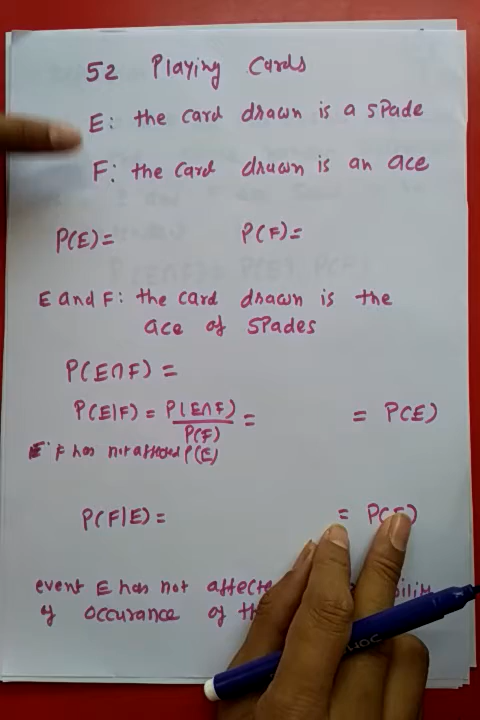 52 Playing Cards
E: the card drawn is a spade
F: the card drawn is an ace
P(E)= P(F)=
E and F: the card drawn is the
ace of spades
P(E∩F) =
P(E|F) = P(E∩F)/P(F) = = P(E)
F has not affected P(E)
P(F|E) = = P(
event E has not affecte
of occurance of th